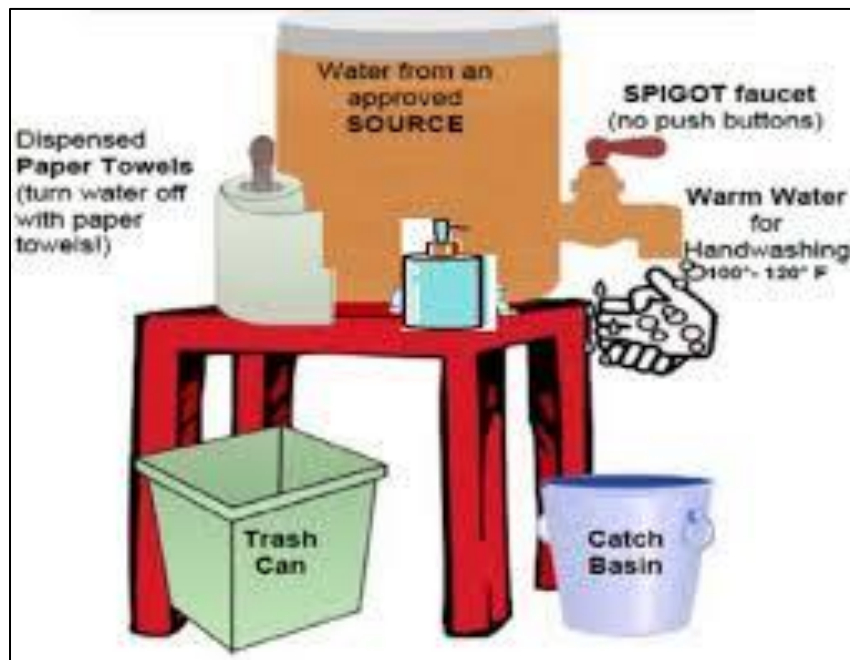 Water from an
approved
SOURCE
SPIGOT faucet
(no push buttons)
Dispensed
Paper Towels
(turn water off
with paper
towels!)
Warm Water
for
Handwashing
100°- 120° F
Trash
Can
Catch
Basin